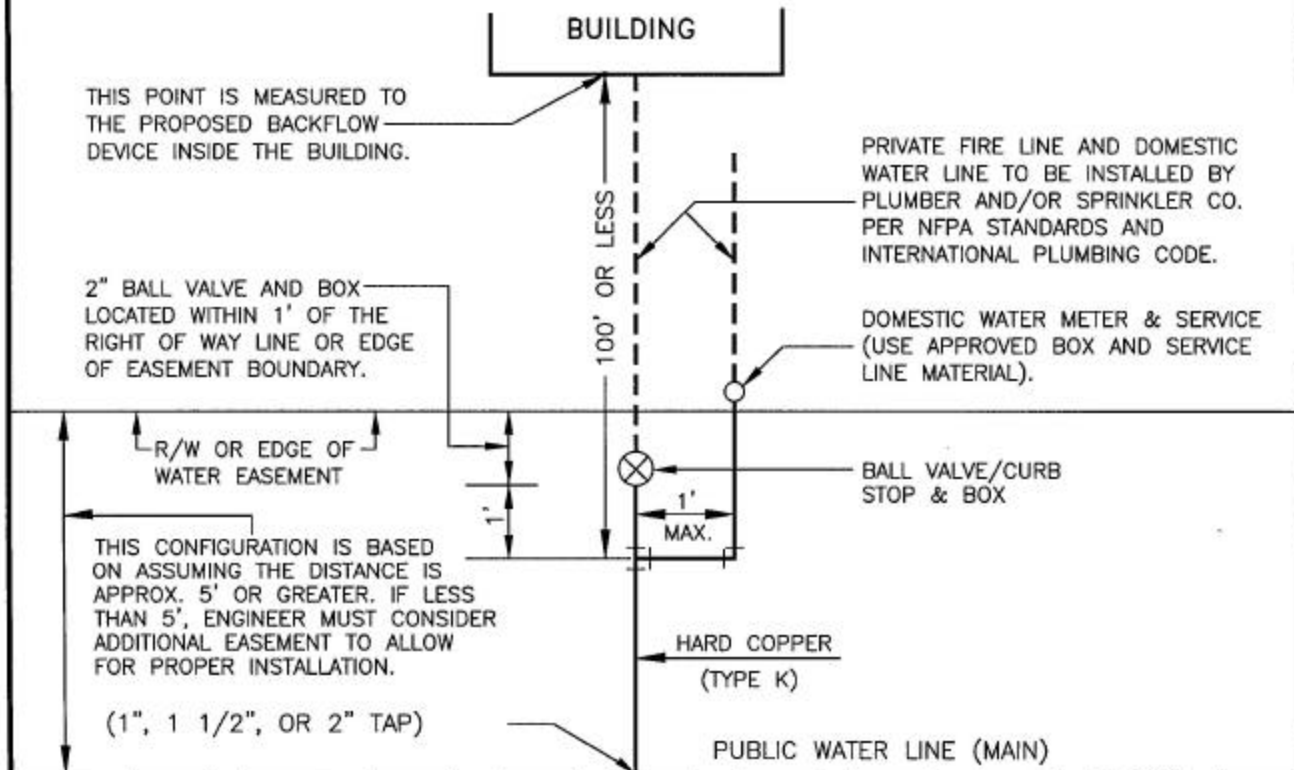 BUILDING
THIS POINT IS MEASURED TO
THE PROPOSED BACKFLOW
DEVICE INSIDE THE BUILDING.
PRIVATE FIRE LINE AND DOMESTIC
WATER LINE TO BE INSTALLED BY
PLUMBER AND/OR SPRINKLER CO.
PER NFPA STANDARDS AND
INTERNATIONAL PLUMBING CODE.
100' OR LESS
2" BALL VALVE AND BOX
LOCATED WITHIN 1' OF THE
RIGHT OF WAY LINE OR EDGE
OF EASEMENT BOUNDARY.
DOMESTIC WATER METER & SERVICE
(USE APPROVED BOX AND SERVICE
LINE MATERIAL).
R/W OR EDGE OF
WATER EASEMENT
BALL VALVE/CURB
STOP & BOX
1'
1'
MAX.
THIS CONFIGURATION IS BASED
ON ASSUMING THE DISTANCE IS
APPROX. 5' OR GREATER. IF LESS
THAN 5', ENGINEER MUST CONSIDER
ADDITIONAL EASEMENT TO ALLOW
FOR PROPER INSTALLATION.
HARD COPPER
(TYPE K)
(1", 1 1/2", OR 2" TAP)
PUBLIC WATER LINE (MAIN)